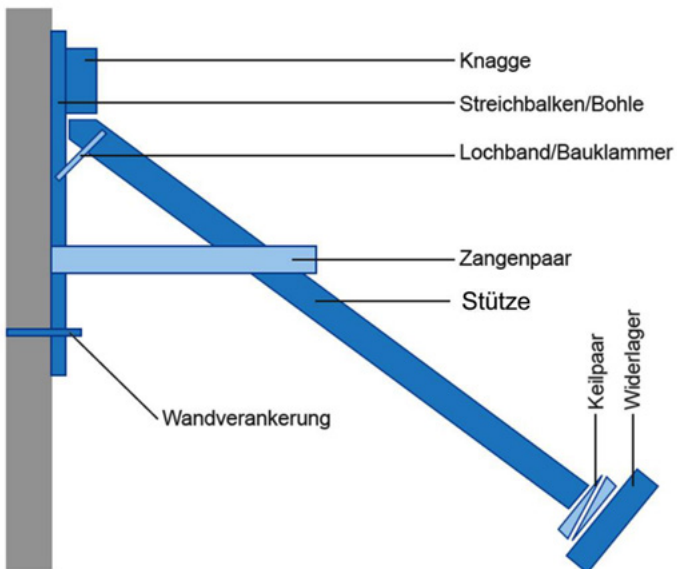 Knagge
Streichbalken/Bohle
Lochband/Bauklammer
Zangenpaar
Stütze
Keilpaar
Widerlager
Wandverankerung